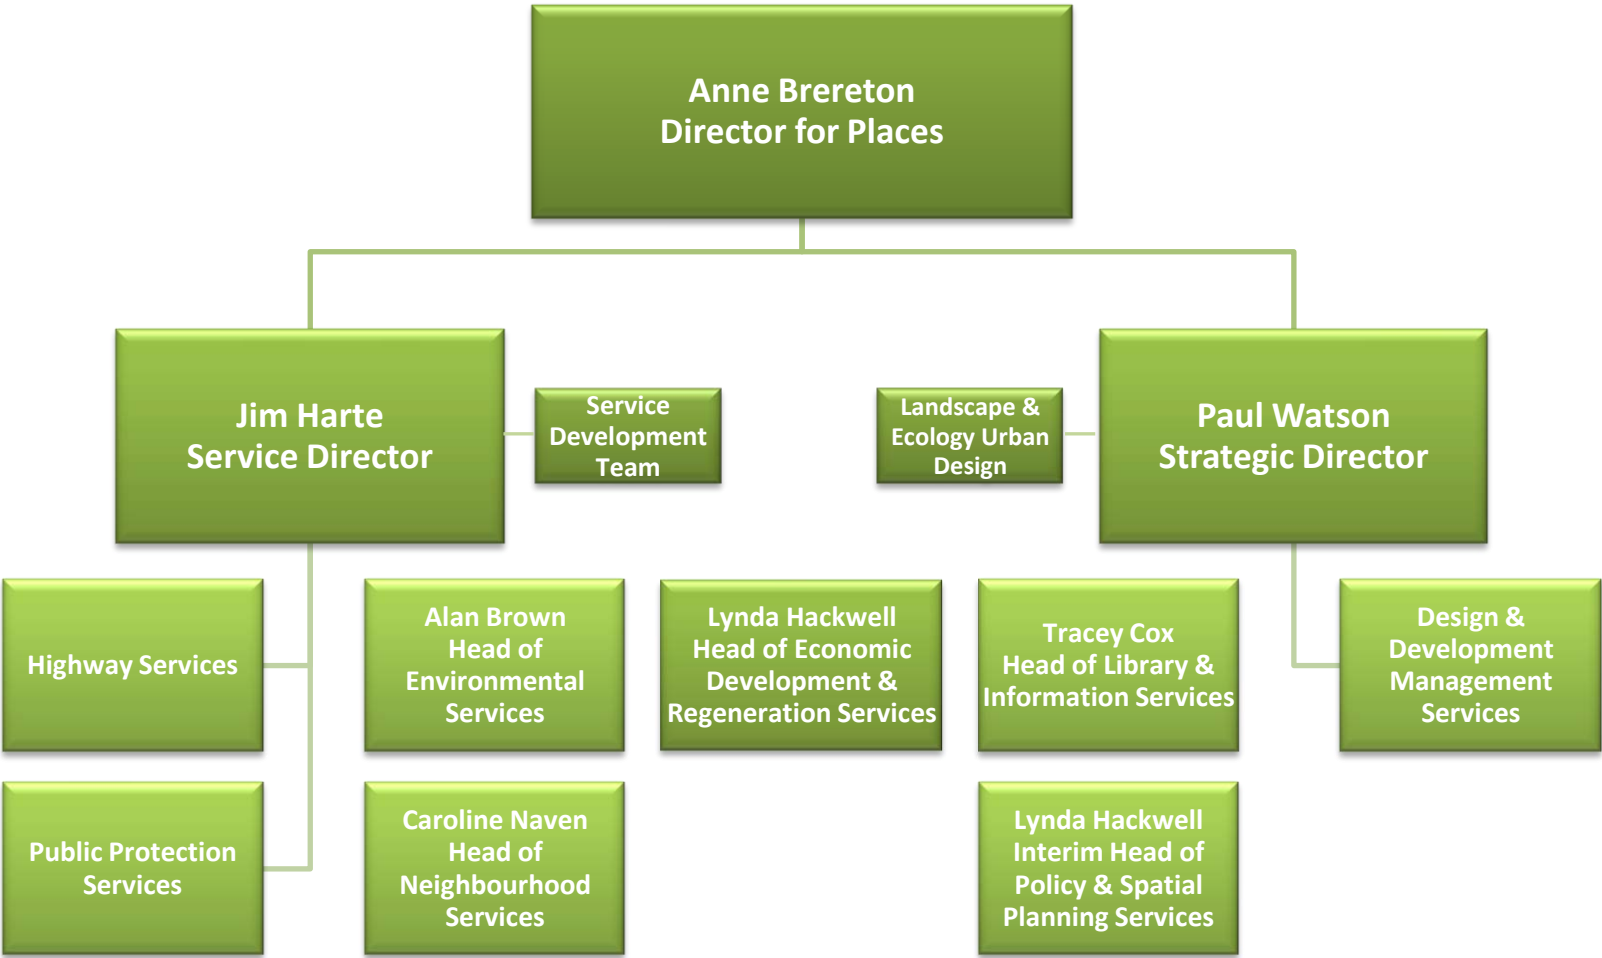 Anne Brereton
Director for Places
Jim Harte
Service Director
Service
Development
Team
Landscape &
Ecology Urban
Design
Paul Watson
Strategic Director
Highway Services
Alan Brown
Head of
Environmental
Services
Lynda Hackwell
Head of Economic
Development &
Regeneration Services
Tracey Cox
Head of Library &
Information Services
Design &
Development
Management
Services
Public Protection
Services
Caroline Naven
Head of
Neighbourhood
Services
Lynda Hackwell
Interim Head of
Policy & Spatial
Planning Services